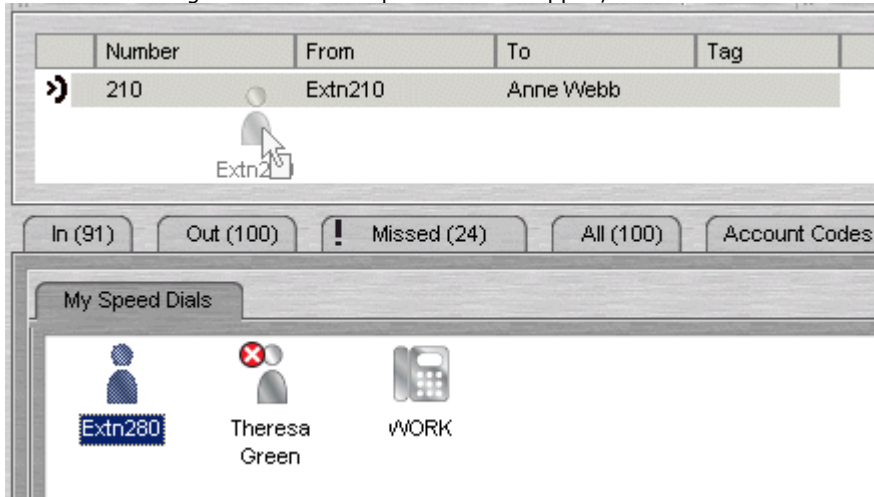 Number From To Tag
210 Extn210 Anne Webb
In (91) Out (100) ! Missed (24) All (100) Account Codes
My Speed Dials
Extn280 Theresa Green WORK